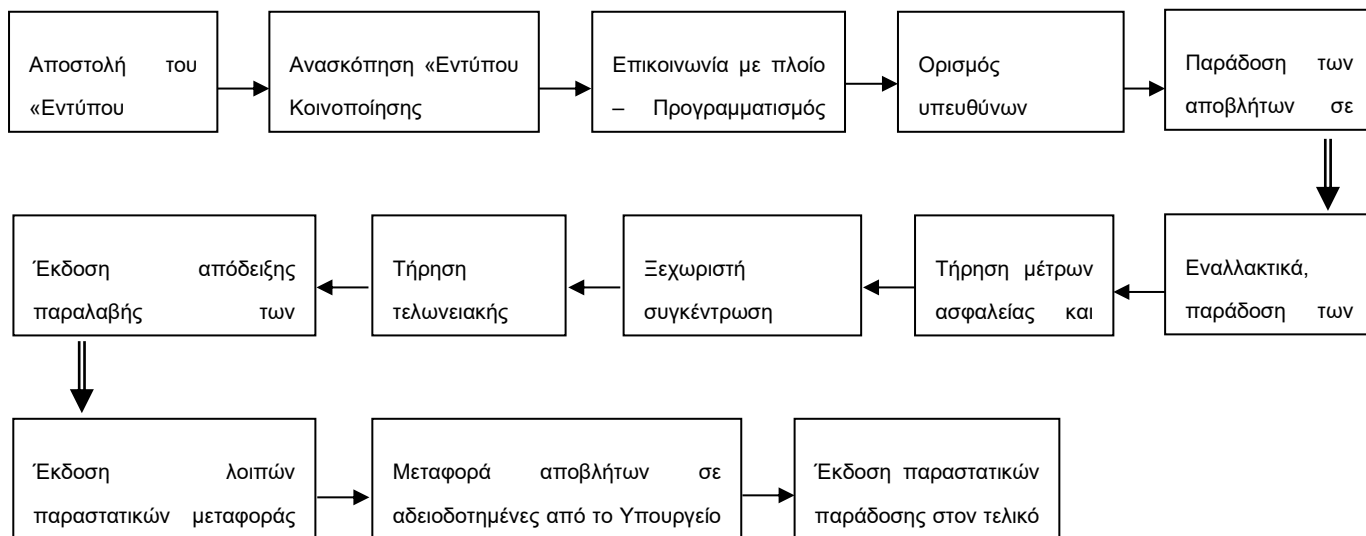 Αποστολή του
«Εντύπου
Ανασκόπηση «Εντύπου
Κοινοποίησης
Επικοινωνία με πλοίο
– Προγραμματισμός
Ορισμός
υπευθύνων
Παράδοση των
αποβλήτων σε
Εναλλακτικά,
παράδοση των
Τήρηση μέτρων
ασφαλείας και
Ξεχωριστή
συγκέντρωση
Τήρηση
τελωνειακής
Έκδοση απόδειξης
παραλαβής των
Έκδοση λοιπών
παραστατικών μεταφοράς
Μεταφορά αποβλήτων σε
αδειοδοτημένες από το Υπουργείο
Έκδοση παραστατικών
παράδοσης στον τελικό